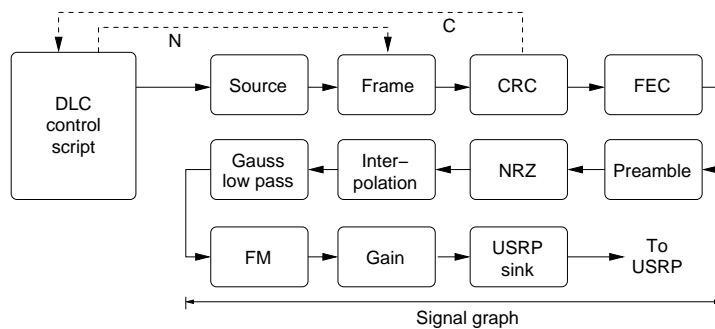 C
N
DLC
control
script
Source
Frame
CRC
FEC
Gauss
low pass
Inter–
polation
NRZ
Preamble
FM
Gain
USRP
sink
To
USRP
Signal graph